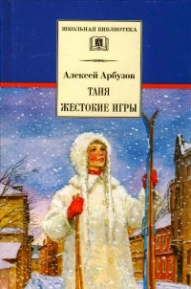 ШКОЛЬНАЯ БИБЛИОТЕКА
Алексей Арбузов
ТАНЯ
ЖЕСТОКИЕ ИГРЫ